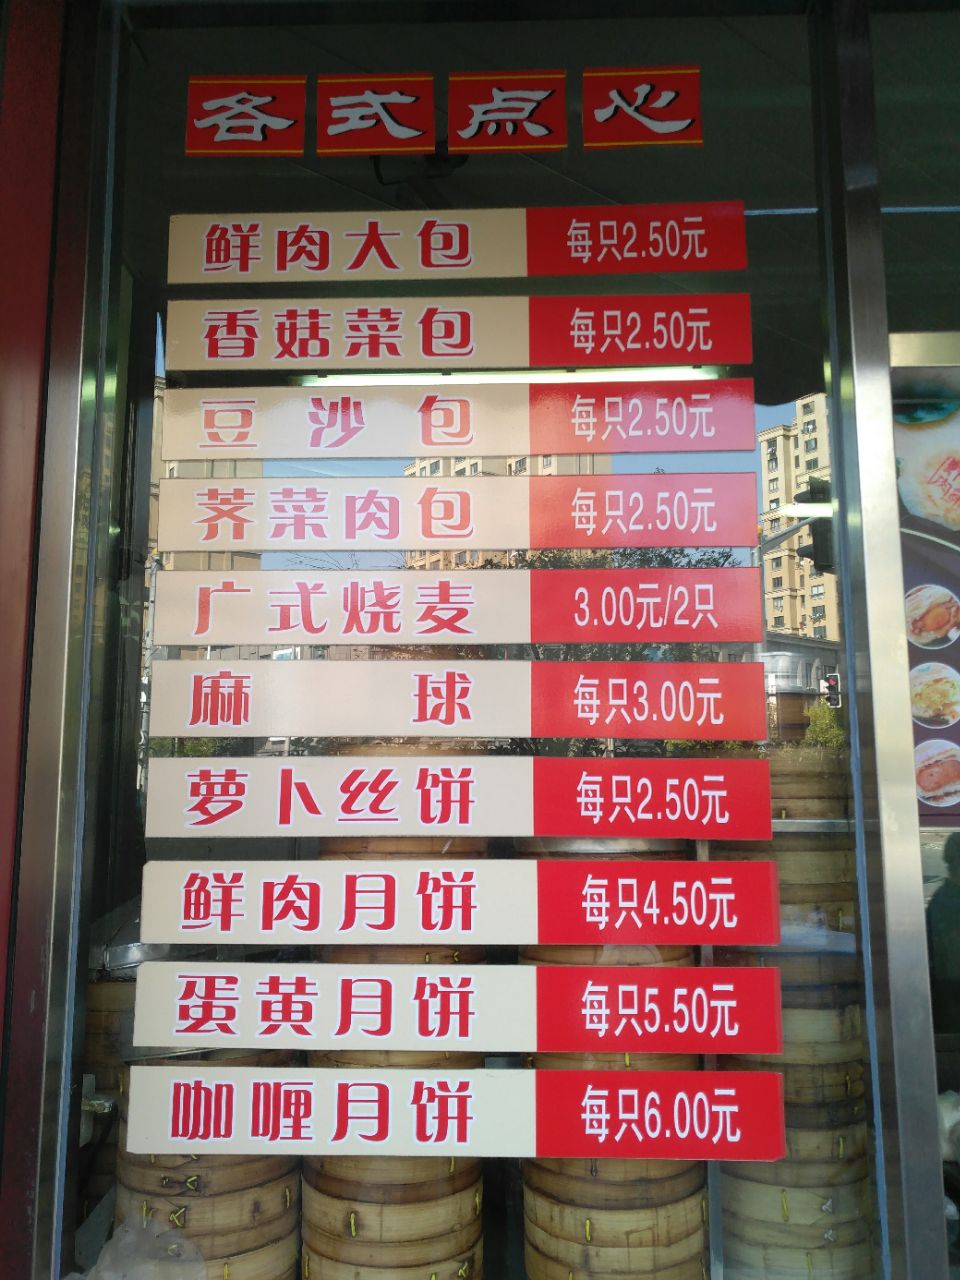 各式点心
鲜肉大包 每只2.50元
香菇菜包 每只2.50元
豆沙包 每只2.50元
荠菜肉包 每只2.50元
广式烧麦 3.00元/2只
麻球 每只3.00元
萝卜丝饼 每只2.50元
鲜肉月饼 每只4.50元
蛋黄月饼 每只5.50元
咖喱月饼 每只6.00元